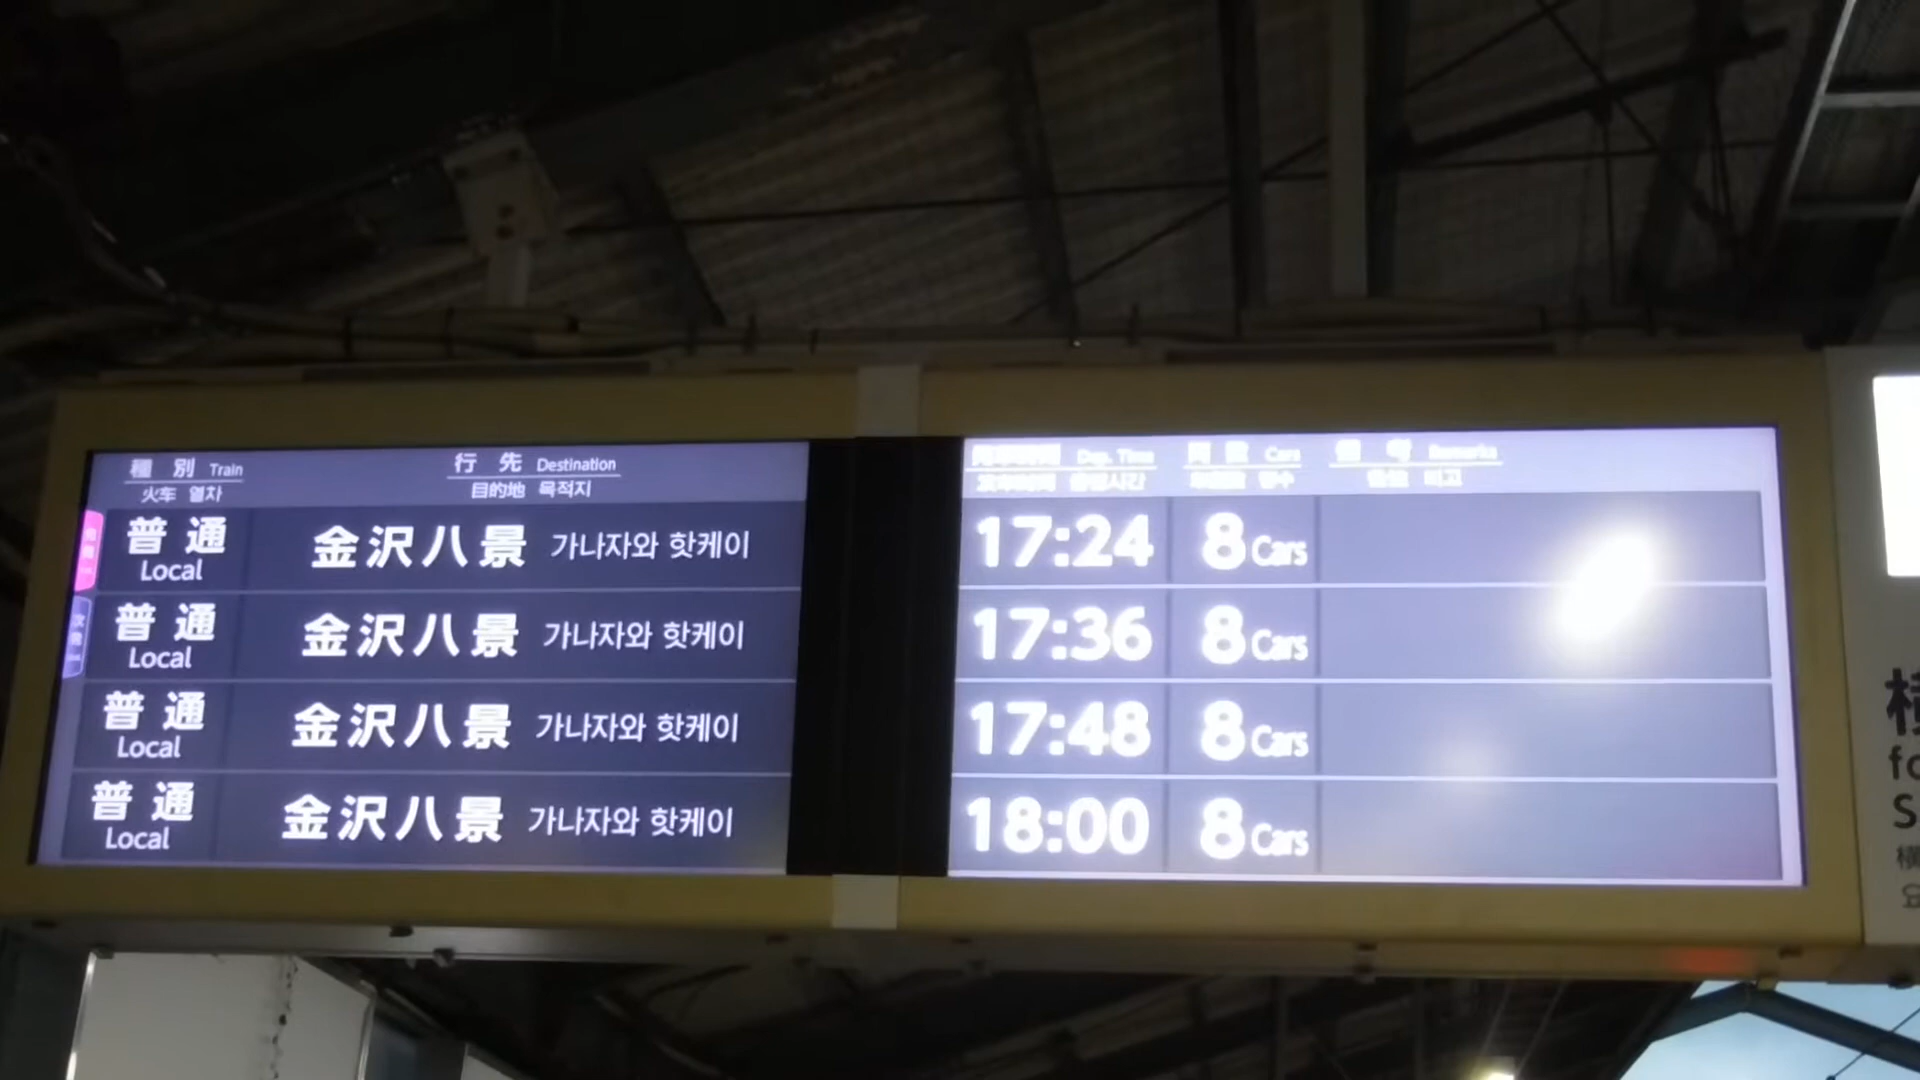 種別 Train
火车 열차
行先 Destination
目的地 목적지
Dep. Time
Cars
Remarks
普通 金沢八景 가나자와 핫케이 17:24 8 Cars
Local
普通 金沢八景 가나자와 핫케이 17:36 8 Cars
Local
普通 金沢八景 가나자와 핫케이 17:48 8 Cars
Local
普通 金沢八景 가나자와 핫케이 18:00 8 Cars
Local